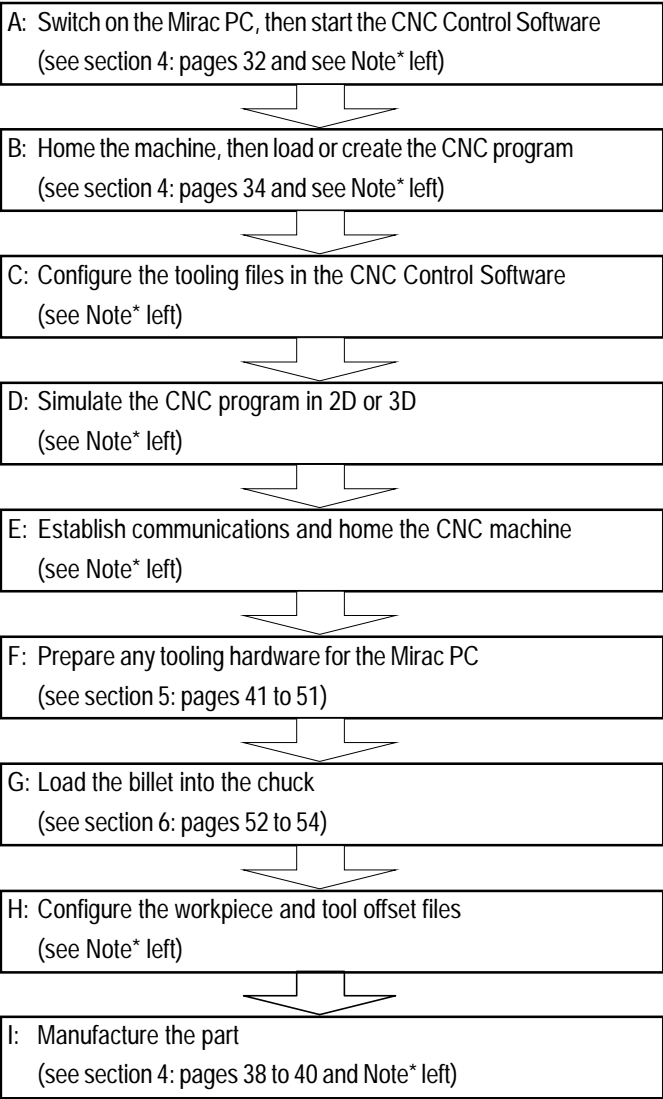 A: Switch on the Mirac PC, then start the CNC Control Software
(see section 4: pages 32 and see Note* left)
B: Home the machine, then load or create the CNC program
(see section 4: pages 34 and see Note* left)
C: Configure the tooling files in the CNC Control Software
(see Note* left)
D: Simulate the CNC program in 2D or 3D
(see Note* left)
E: Establish communications and home the CNC machine
(see Note* left)
F: Prepare any tooling hardware for the Mirac PC
(see section 5: pages 41 to 51)
G: Load the billet into the chuck
(see section 6: pages 52 to 54)
H: Configure the workpiece and tool offset files
(see Note* left)
I: Manufacture the part
(see section 4: pages 38 to 40 and Note* left)